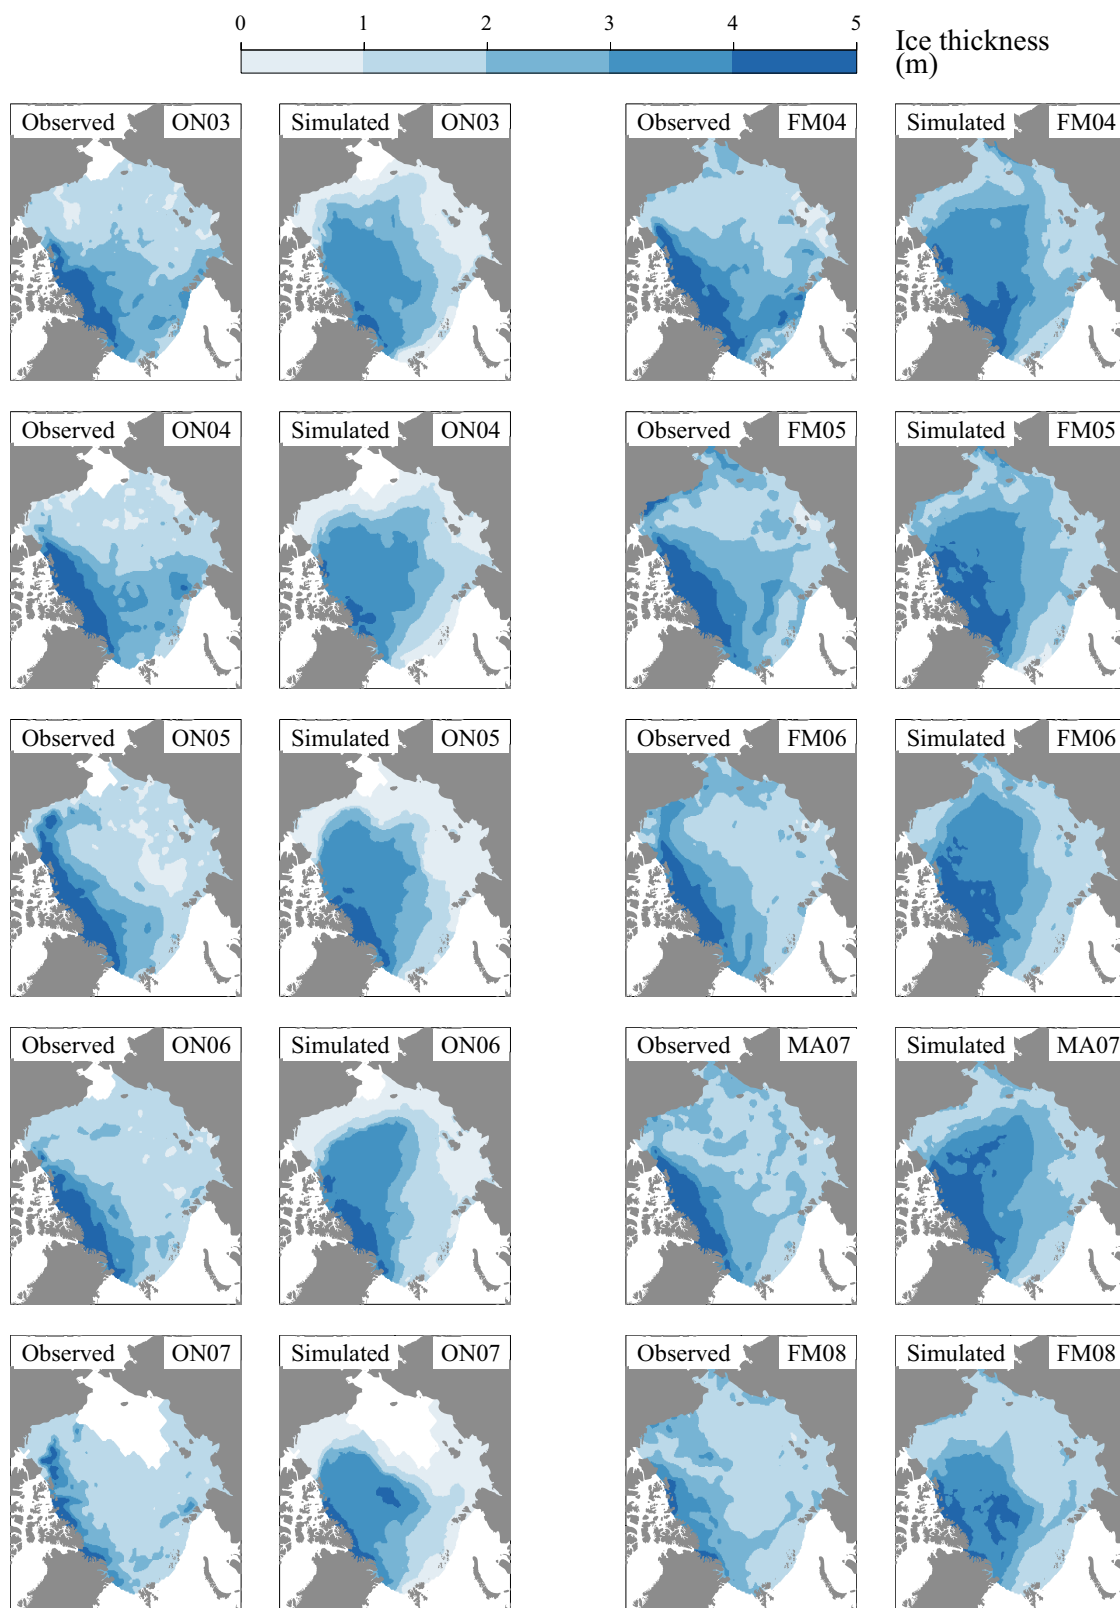 0 1 2 3 4 5
Ice thickness
(m)
Observed ON03 Simulated ON03 Observed FM04 Simulated FM04
Observed ON04 Simulated ON04 Observed FM05 Simulated FM05
Observed ON05 Simulated ON05 Observed FM06 Simulated FM06
Observed ON06 Simulated ON06 Observed MA07 Simulated MA07
Observed ON07 Simulated ON07 Observed FM08 Simulated FM08